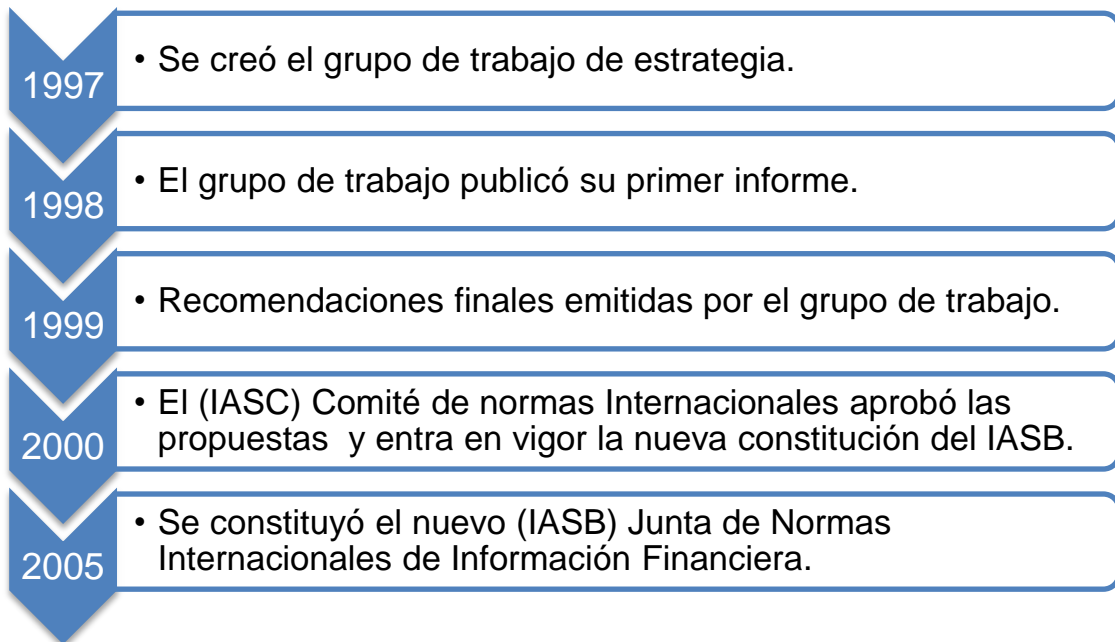 1997
• Se creó el grupo de trabajo de estrategia.
1998
• El grupo de trabajo publicó su primer informe.
1999
• Recomendaciones finales emitidas por el grupo de trabajo.
2000
• El (IASC) Comité de normas Internacionales aprobó las
propuestas  y entra en vigor la nueva constitución del IASB.
2005
• Se constituyó el nuevo (IASB) Junta de Normas
Internacionales de Información Financiera.